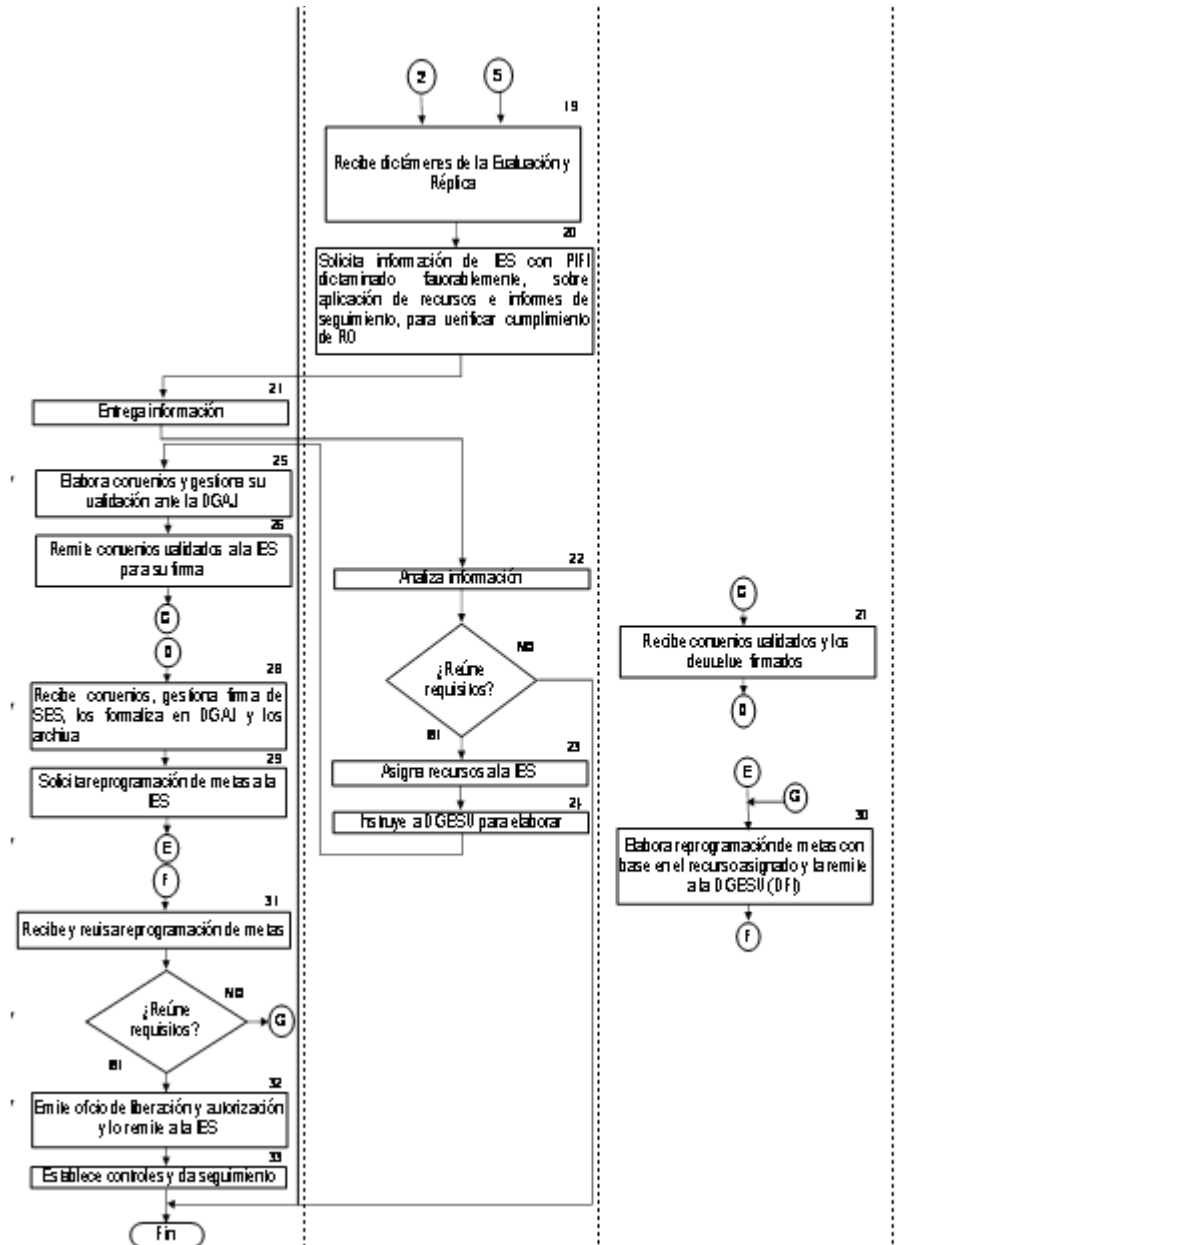 2
5
19
Recibe dictámenes de la Evaluación y
Réplica
20
Solicita información de IES con PIFI
dictaminado favorablemente, sobre
aplicación de recursos e informes de
seguimiento, para verificar cumplimiento
de RO
21
Entrega información
25
Elabora convenios y gestiona su
validación ante la DGAJ
26
Remite convenios validados a la IES
para su firma
22
Analiza información
NO
¿Reúne
requisitos?
SI
23
Asigna recursos a la IES
24
Instruye a DGESU para elaborar
27
Recibe convenios validados y los
devuelve firmados
28
Recibe convenios, gestiona firma de
SES, los formaliza en DGAJ y los
archiva
29
Solicita reprogramación de metas a la
IES
E
F
E
G
30
Elabora reprogramación de metas con
base en el recurso asignado y la remite
a la DGESU (DFI)
F
31
Recibe y revisa reprogramación de metas
NO
¿Reúne
requisitos?
G
SI
32
Emite oficio de liberación y autorización
y lo remite a la IES
33
Establece controles y da seguimiento
Fin